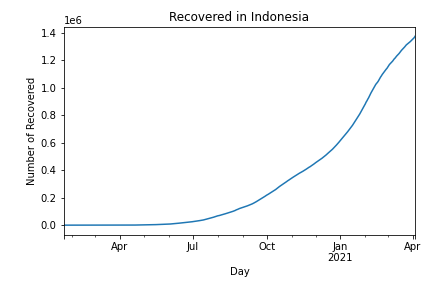 Recovered in Indonesia
1e6
1.4
1.2
1.0
0.8
0.6
0.4
0.2
0.0
Number of Recovered
Apr Jul Oct Jan Apr
2021
Day